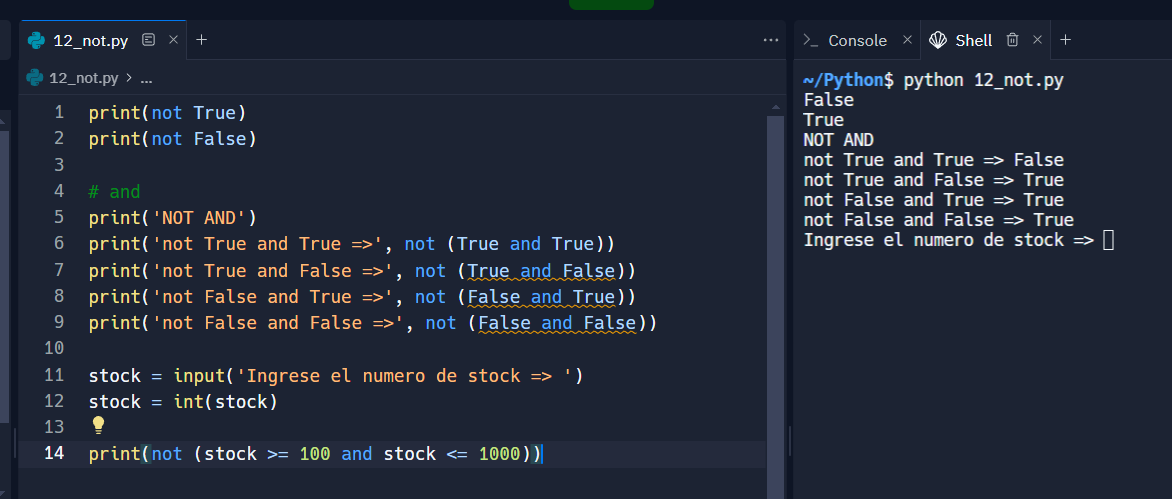 12_not.py
12_not.py > ...
1 print(not True)
2 print(not False)
3
4 # and
5 print('NOT AND')
6 print('not True and True =>', not (True and True))
7 print('not True and False =>', not (True and False))
8 print('not False and True =>', not (False and True))
9 print('not False and False =>', not (False and False))
10
11 stock = input('Ingrese el numero de stock => ')
12 stock = int(stock)
13
14 print(not (stock >= 100 and stock <= 1000))
Console Shell
~/Python$ python 12_not.py
False
True
NOT AND
not True and True => False
not True and False => True
not False and True => True
not False and False => True
Ingrese el numero de stock =>